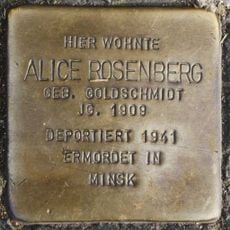 HIER WOHNTE
ALICE ROSENBERG
GEB. GOLDSCHMIDT
JG. 1909
DEPORTIERT 1941
ERMORDET IN
MINSK